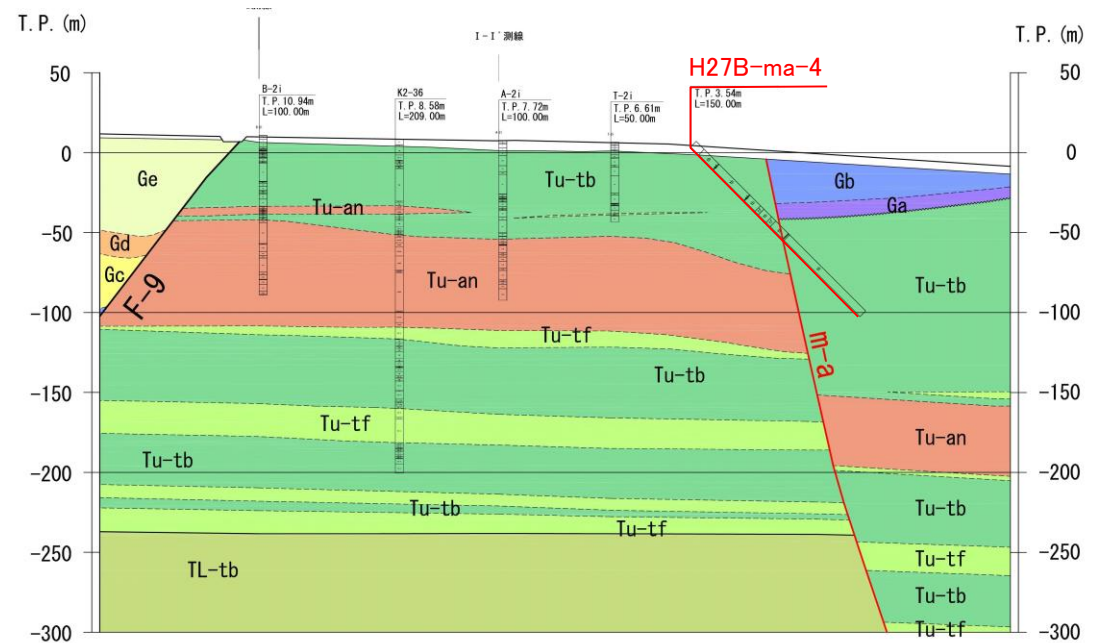 T.P.(m)
T.P.(m)
I-I'測線
H27B-ma-4
50
50
B-2i
T.P.10.94m
L=100.00m
K2-36
T.P.8.58m
L=209.00m
A-2i
T.P.7.72m
L=100.00m
T-2i
T.P.6.61m
L=50.00m
T.P.3.54m
L=150.00m
0
0
Ge
Tu-tb
Gb
Tu-an
Ga
-50
-50
Gd
Gc
F-9
Tu-an
Tu-tb
-100
-100
Tu-tf
m-a
Tu-tb
-150
-150
Tu-tf
Tu-an
Tu-tb
-200
-200
Tu-tb
Tu-tb
Tu-tf
-250
-250
Tu-tf
TL-tb
Tu-tb
Tu-tf
-300
-300